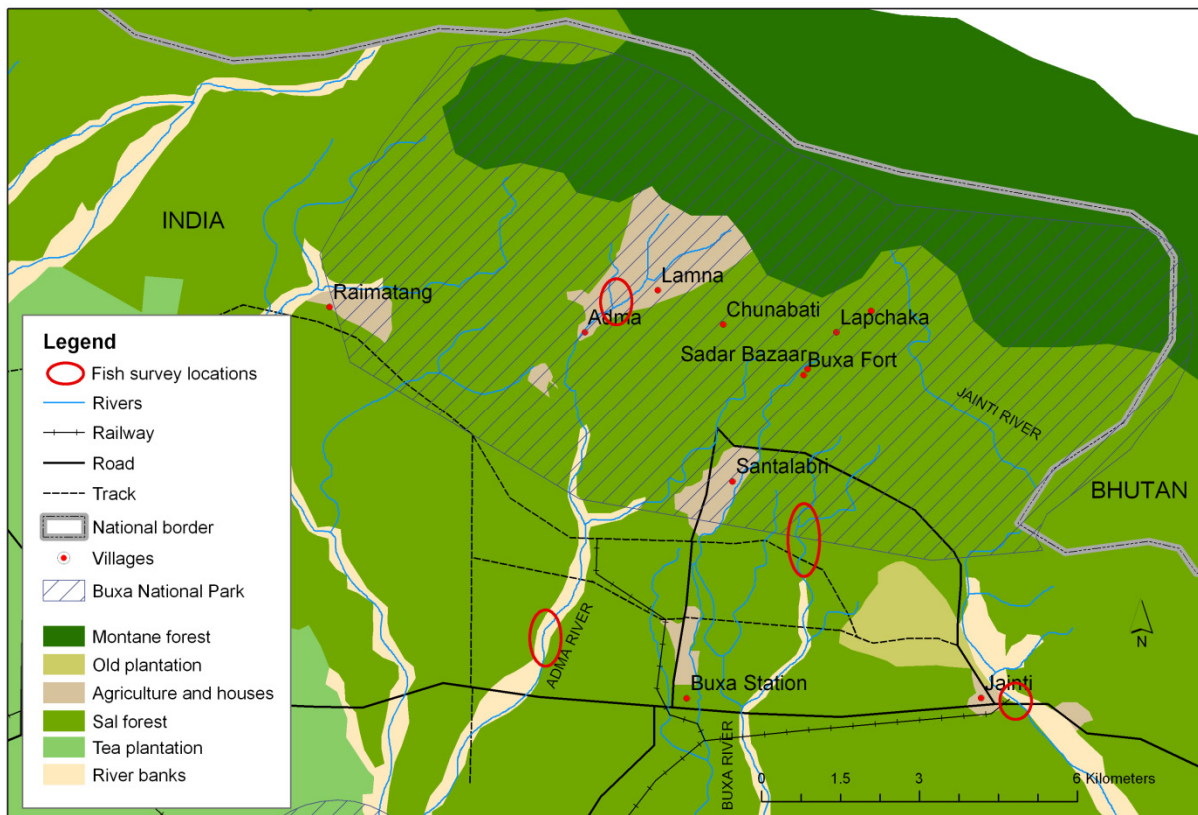 INDIA
Raimatang
Lamna
Adma
Chunabati
Lapchaka
Sadar Bazaar
Buxa Fort
JAINTI RIVER
Santalabri
BHUTAN
ADMA RIVER
Buxa Station
Jainti
BUXA RIVER
N
0 1.5 3 6 Kilometers
Legend
Fish survey locations
Rivers
Railway
Road
Track
National border
Villages
Buxa National Park
Montane forest
Old plantation
Agriculture and houses
Sal forest
Tea plantation
River banks